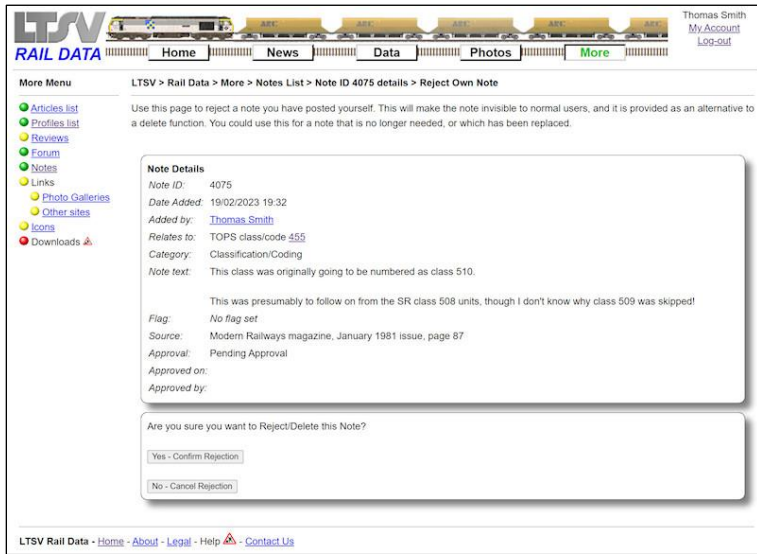 LTSV
RAIL DATA
Home
News
Data
Photos
More
Thomas Smith
My Account
Log-out
More Menu
Articles list
Profiles list
Reviews
Forum
Notes
Links
Photo Galleries
Other sites
Icons
Downloads
LTSV > Rail Data > More > Notes List > Note ID 4075 details > Reject Own Note
Use this page to reject a note you have posted yourself. This will make the note invisible to normal users, and it is provided as an alternative to
a delete function. You could use this for a note that is no longer needed, or which has been replaced.
Note Details
Note ID: 4075
Date Added: 19/02/2023 19:32
Added by: Thomas Smith
Relates to: TOPS class/code 455
Category: Classification/Coding
Note text: This class was originally going to be numbered as class 510.
This was presumably to follow on from the SR class 508 units, though I don't know why class 509 was skipped!
Flag: No flag set
Source: Modern Railways magazine, January 1981 issue, page 87
Approval: Pending Approval
Approved on:
Approved by:
Are you sure you want to Reject/Delete this Note?
Yes - Confirm Rejection
No - Cancel Rejection
LTSV Rail Data - Home - About - Legal - Help - Contact Us